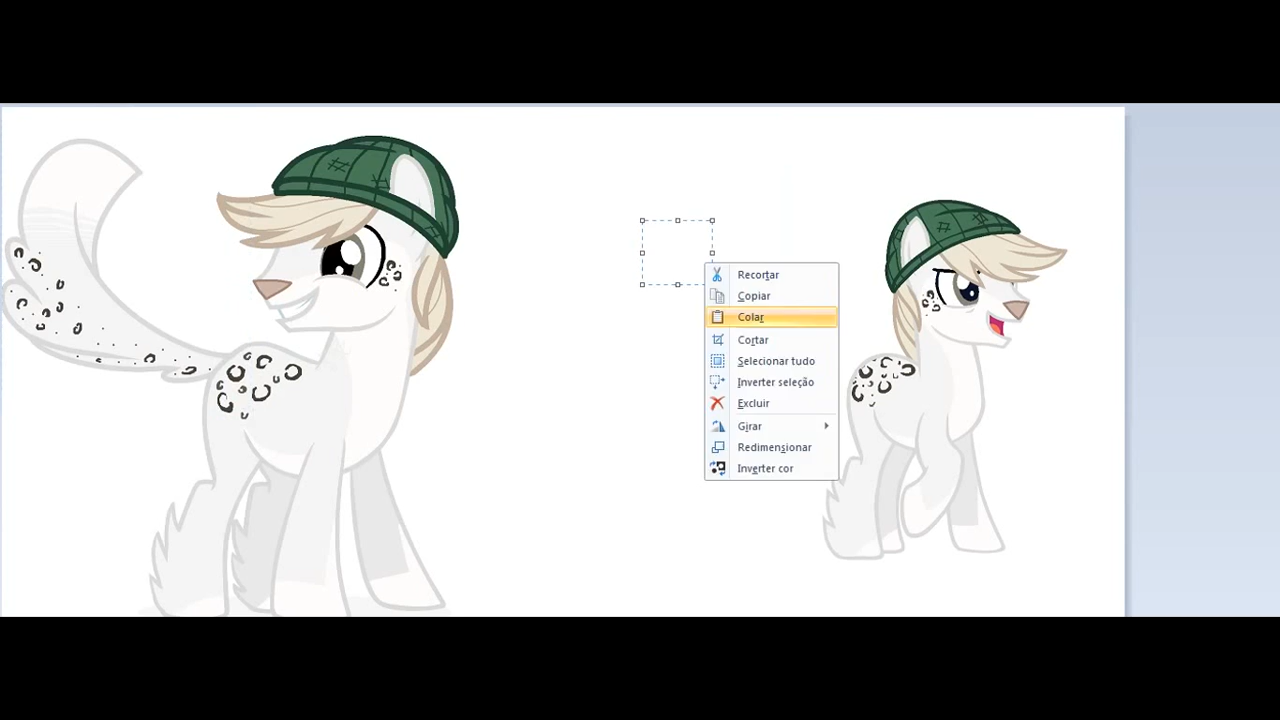 Recortar
Copiar
Colar
Cortar
Selecionar tudo
Inverter seleção
Excluir
Girar
Redimensionar
Inverter cor